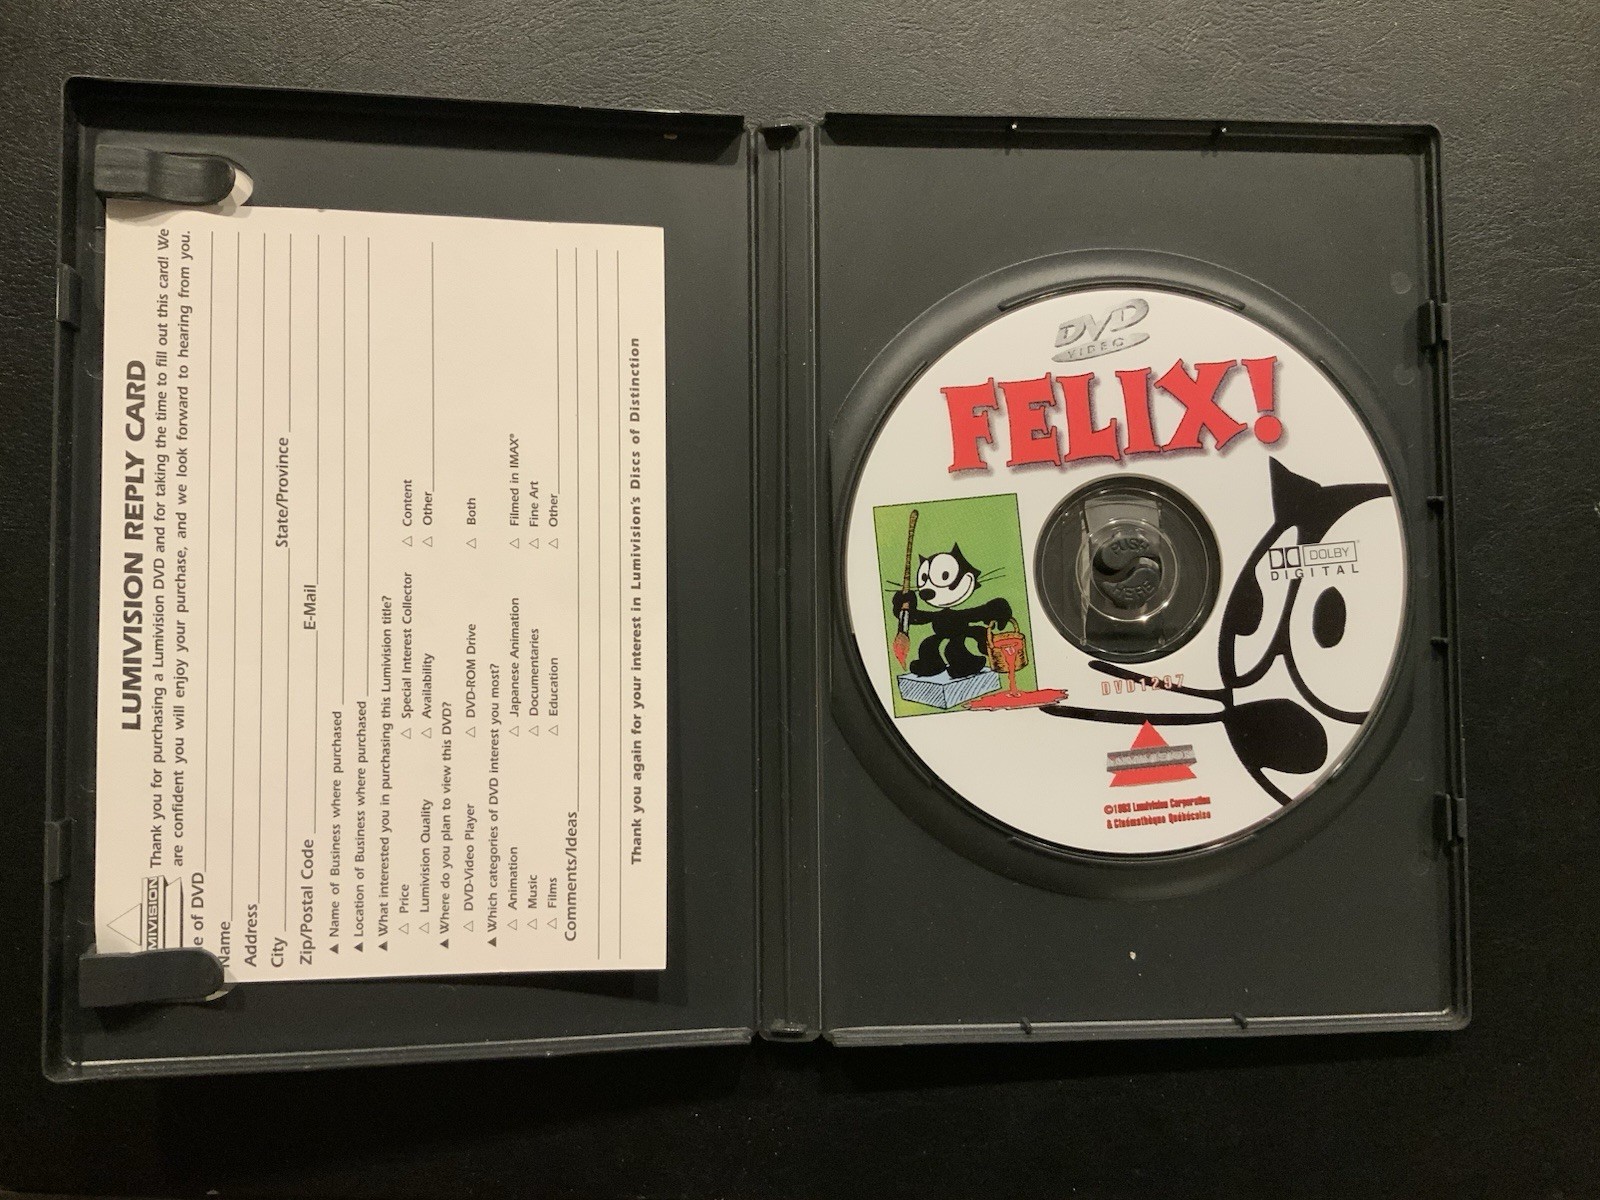 LUMIVISION REPLY CARD
Thank you for purchasing a Lumivision DVD and for taking the time to fill out this card! We
are confident you will enjoy your purchase, and we look forward to hearing from you.
MIVISION
e of DVD
Name
Address
City State/Province
Zip/Postal Code E-Mail
▲ Name of Business where purchased
▲ Location of Business where purchased
▲ What interested you in purchasing this Lumivision title?
△ Price △ Special Interest Collector △ Content
△ Lumivision Quality △ Availability △ Other
▲ Where do you plan to view this DVD?
△ DVD-Video Player △ DVD-ROM Drive △ Both
▲ Which categories of DVD interest you most?
△ Animation △ Japanese Animation △ Filmed in IMAX®
△ Music △ Documentaries △ Fine Art
△ Films △ Education △ Other
Comments/Ideas
Thank you again for your interest in Lumivision's Discs of Distinction
DVD
VIDEO
FELIX!
PUSH
HERE
DOLBY
DIGITAL
DVD1297
©1993 Lumivision Corporation
& Cinémathèque Québécoise